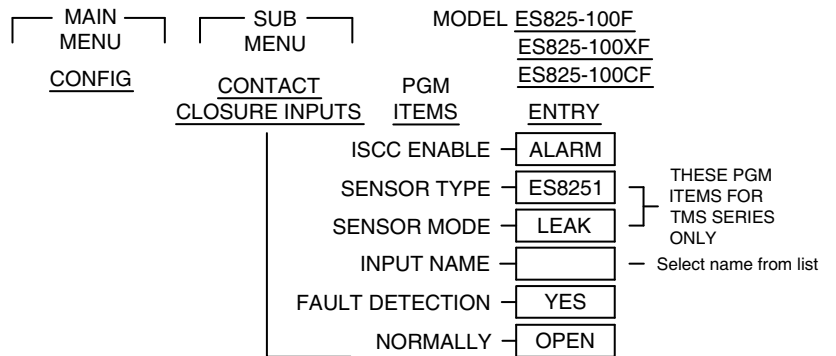 MAIN MENU
SUB MENU
MODEL ES825-100F
ES825-100XF
ES825-100CF
CONFIG
CONTACT
CLOSURE INPUTS
PGM
ITEMS
ENTRY
ISCC ENABLE ALARM
SENSOR TYPE ES8251
SENSOR MODE LEAK
THESE PGM
ITEMS FOR
TMS SERIES
ONLY
INPUT NAME Select name from list
FAULT DETECTION YES
NORMALLY OPEN